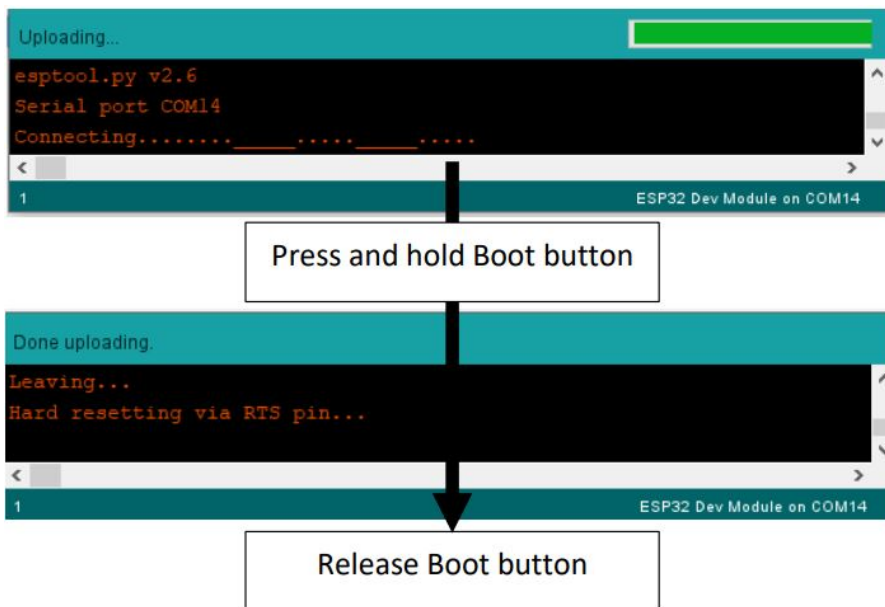 Uploading...
esptool.py v2.6
Serial port COM14
Connecting........_____....._____.....
1
ESP32 Dev Module on COM14
Press and hold Boot button
Done uploading.
Leaving...
Hard resetting via RTS pin...
1
ESP32 Dev Module on COM14
Release Boot button